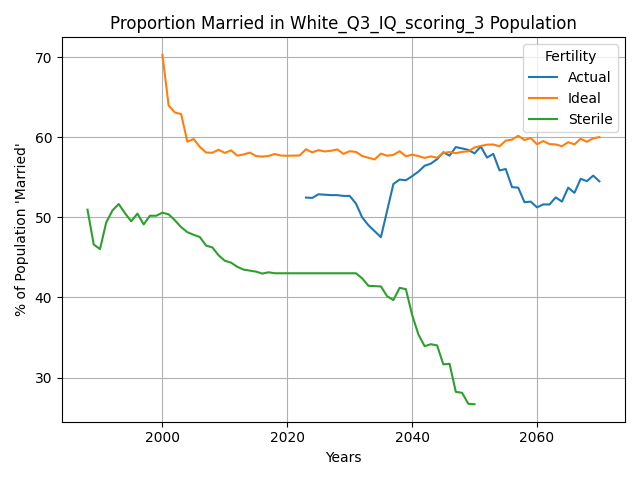 Proportion Married in White_Q3_IQ_scoring_3 Population
% of Population 'Married'
70
60
50
40
30
Fertility
Actual
Ideal
Sterile
2000
2020
2040
2060
Years